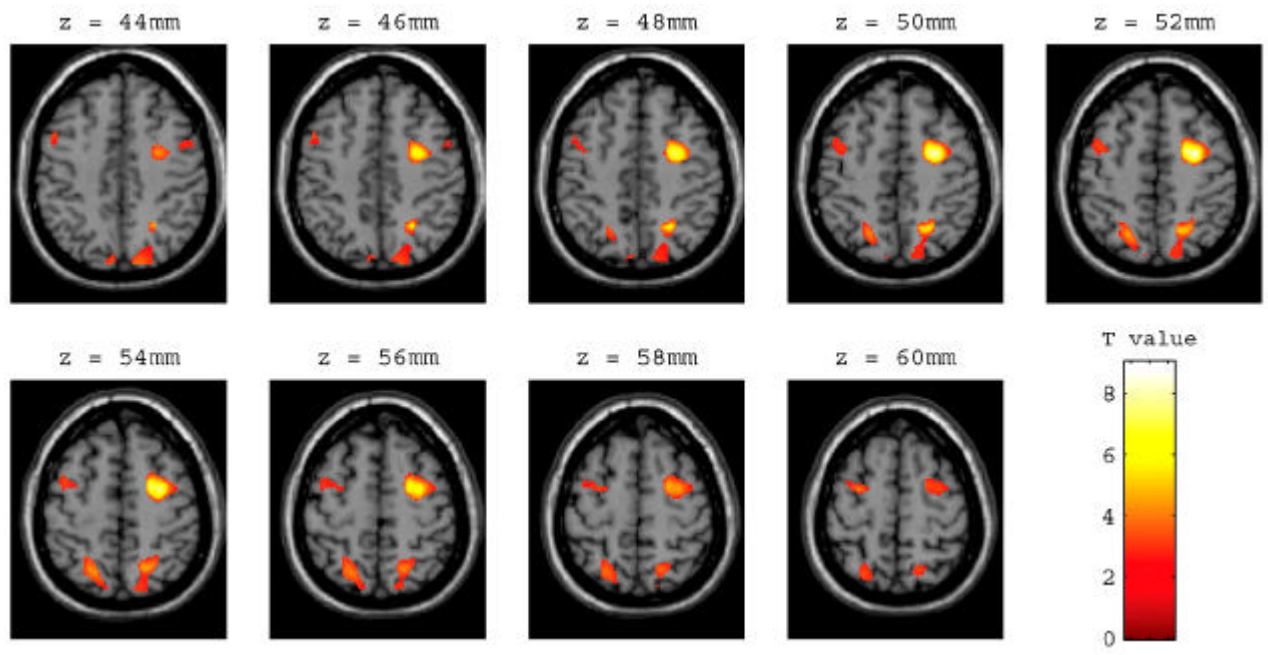 z = 44mm
z = 46mm
z = 48mm
z = 50mm
z = 52mm
z = 54mm
z = 56mm
z = 58mm
z = 60mm
T value
8
6
4
2
0